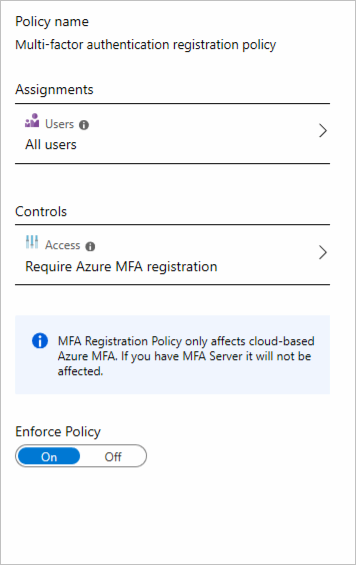 Policy name
Multi-factor authentication registration policy
Assignments
Users
All users
Controls
Access
Require Azure MFA registration
MFA Registration Policy only affects cloud-based
Azure MFA. If you have MFA Server it will not be
affected.
Enforce Policy
On Off